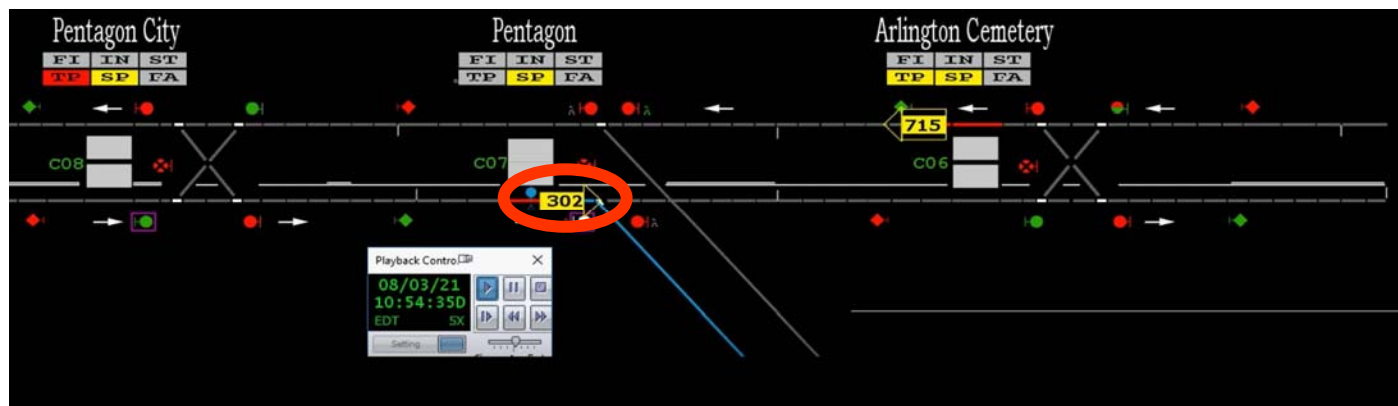 Pentagon City
Pentagon
Arlington Cemetery
FI IN ST
TP SP FA
FI IN ST
TP SP FA
FI IN ST
TP SP FA
715
C08
C07
C06
302
Playback Contro
08/03/21
10:54:35D
EDT 5X
Setting